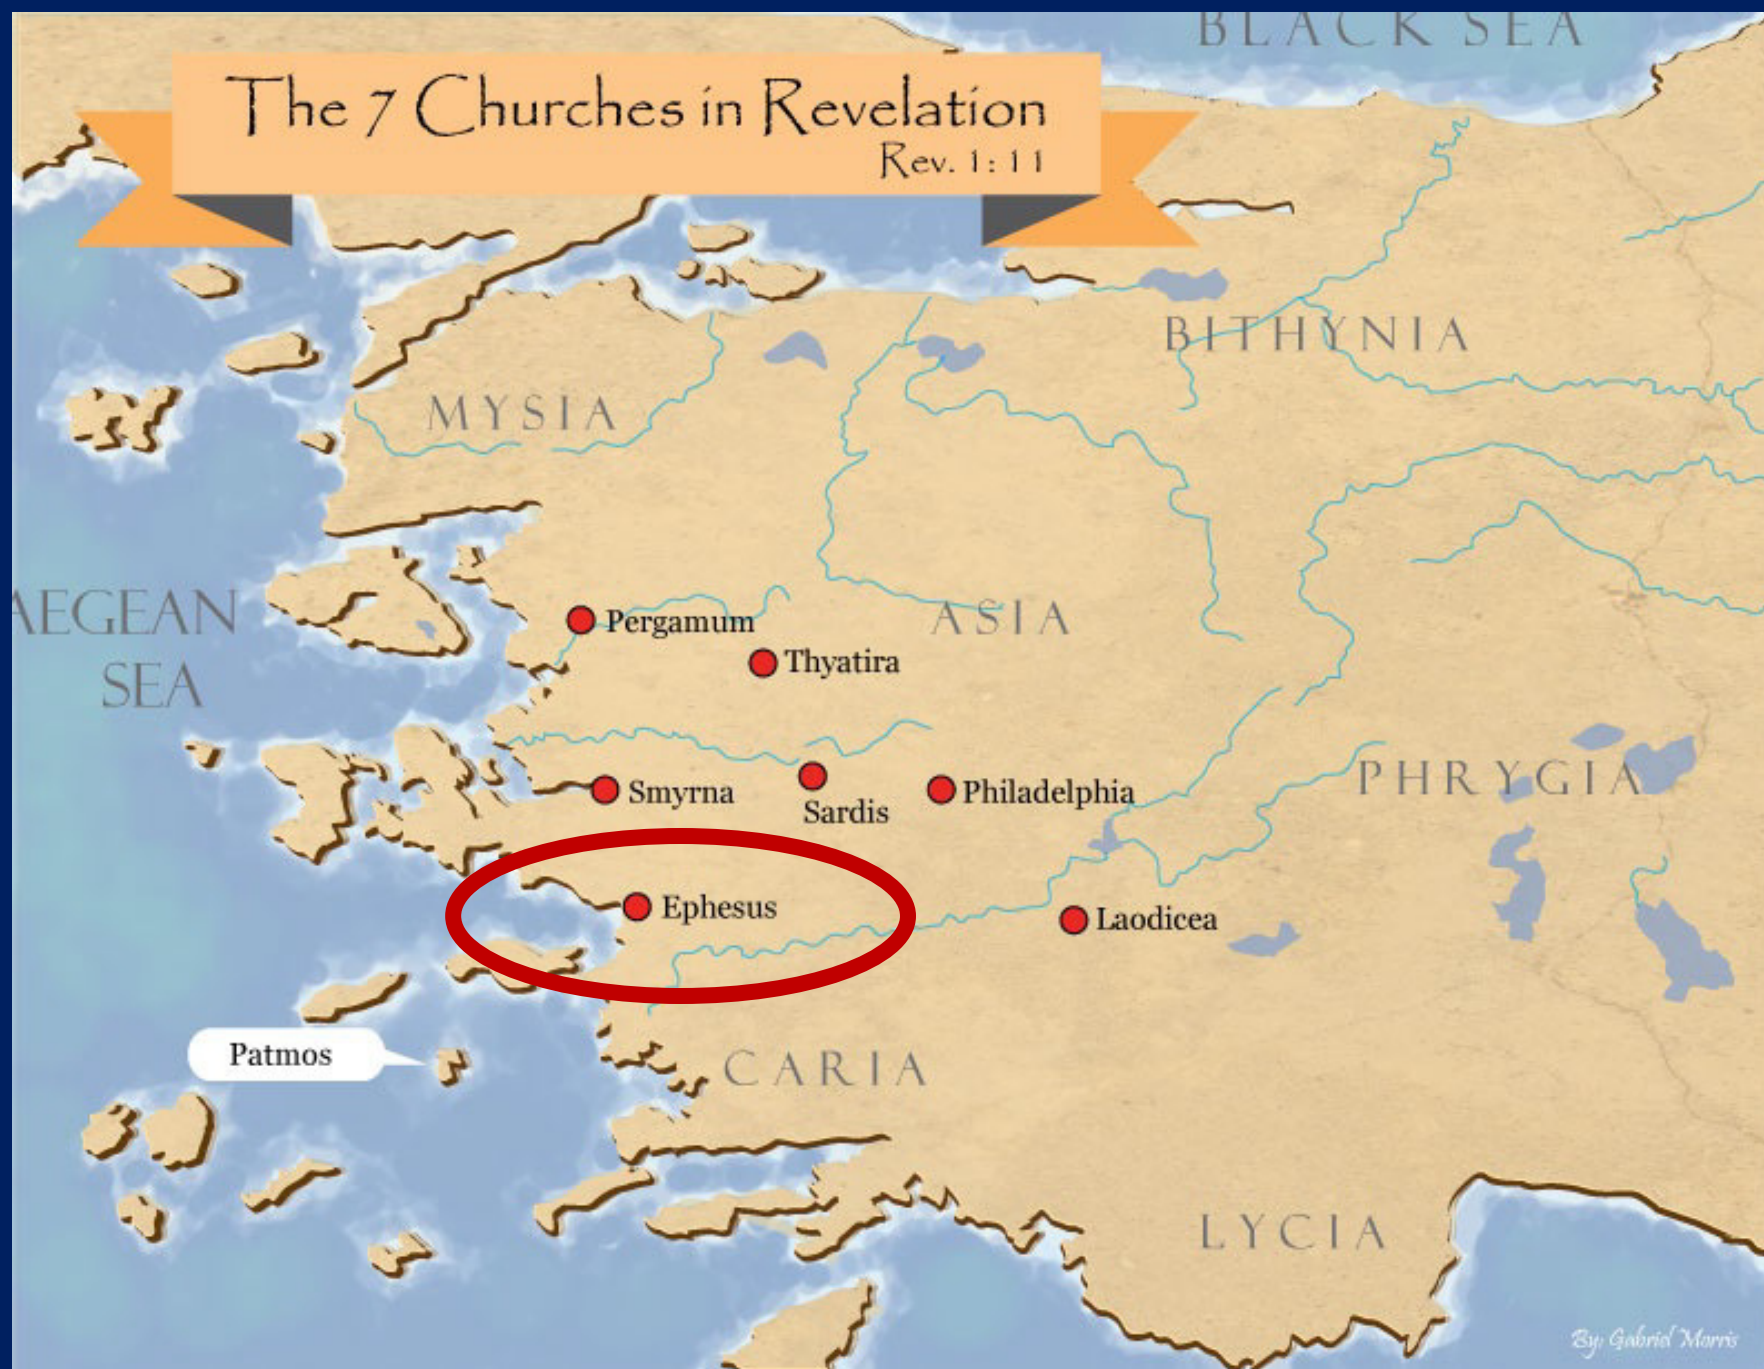 BLACK SEA
The 7 Churches in Revelation
Rev. 1:11
BITHYNIA
MYSIA
AEGEAN
SEA
ASIA
Pergamum
Thyatira
PHRYGIA
Smyrna
Sardis
Philadelphia
Ephesus
Laodicea
Patmos
CARIA
LYCIA
By: Gabriel Morris